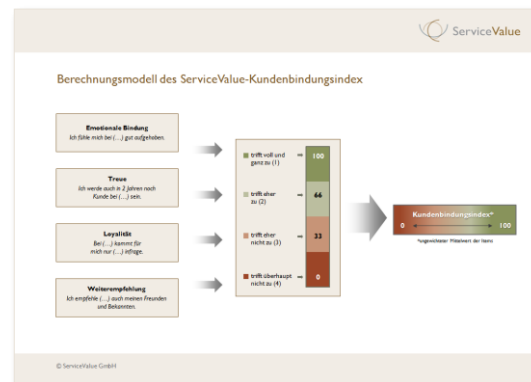 ServiceValue
Berechnungsmodell des ServiceValue-Kundenbindungsindex
Emotionale Bindung
Ich fühle mich bei (…) gut aufgehoben.
Treue
Ich werde auch in 2 Jahren noch
Kunde bei (…) sein.
Loyalität
Bei (…) kommt für
mich nur (…) infrage.
Weiterempfehlung
Ich empfehle (…) auch meinen Freunden
und Bekannten.
trifft voll und
ganz zu (1)
100
trifft eher
zu (2)
66
trifft eher
nicht zu (3)
33
trifft überhaupt
nicht zu (4)
0
Kundenbindungsindex*
0 100
*ungewichteter Mittelwert der Items
© ServiceValue GmbH